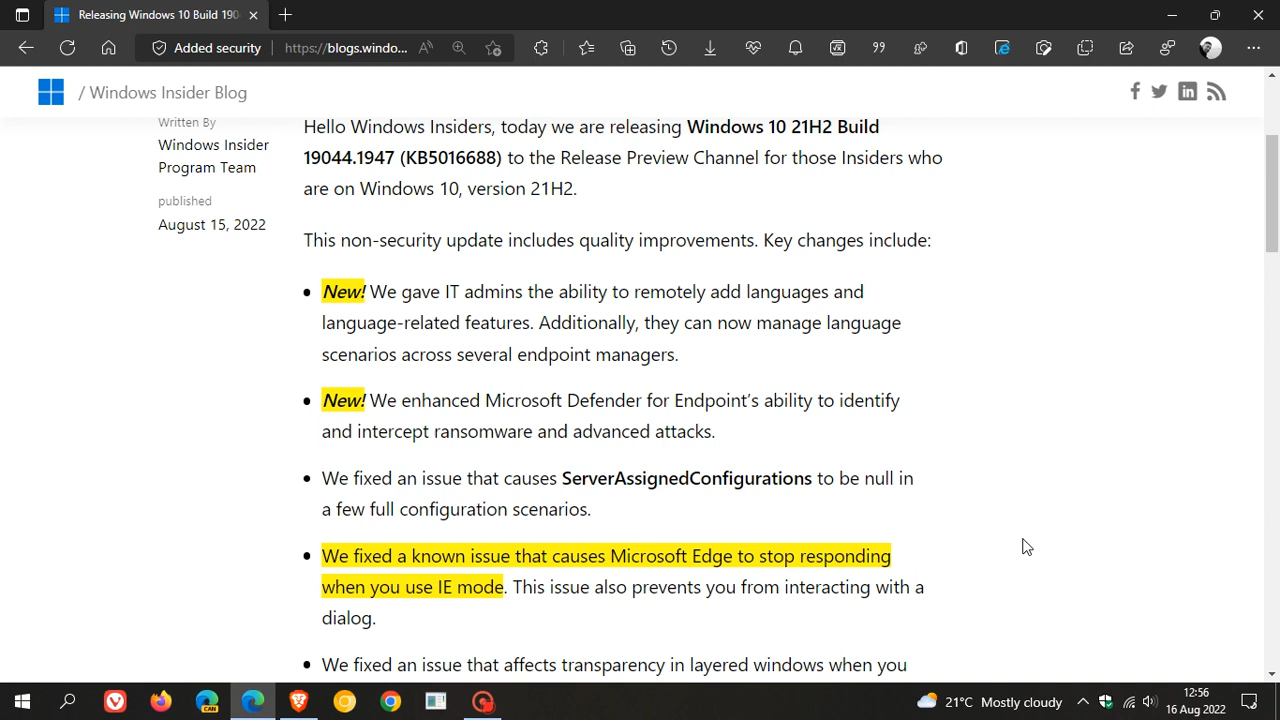 Releasing Windows 10 Build 190
Added security
https://blogs.windo...
/ Windows Insider Blog
Written By
Windows Insider
Program Team
published
August 15, 2022
Hello Windows Insiders, today we are releasing Windows 10 21H2 Build
19044.1947 (KB5016688) to the Release Preview Channel for those Insiders who
are on Windows 10, version 21H2.
This non-security update includes quality improvements. Key changes include:
New! We gave IT admins the ability to remotely add languages and
language-related features. Additionally, they can now manage language
scenarios across several endpoint managers.
New! We enhanced Microsoft Defender for Endpoint's ability to identify
and intercept ransomware and advanced attacks.
We fixed an issue that causes ServerAssignedConfigurations to be null in
a few full configuration scenarios.
We fixed a known issue that causes Microsoft Edge to stop responding
when you use IE mode. This issue also prevents you from interacting with a
dialog.
We fixed an issue that affects transparency in layered windows when you
CAN
21°C Mostly cloudy
12:56
16 Aug 2022